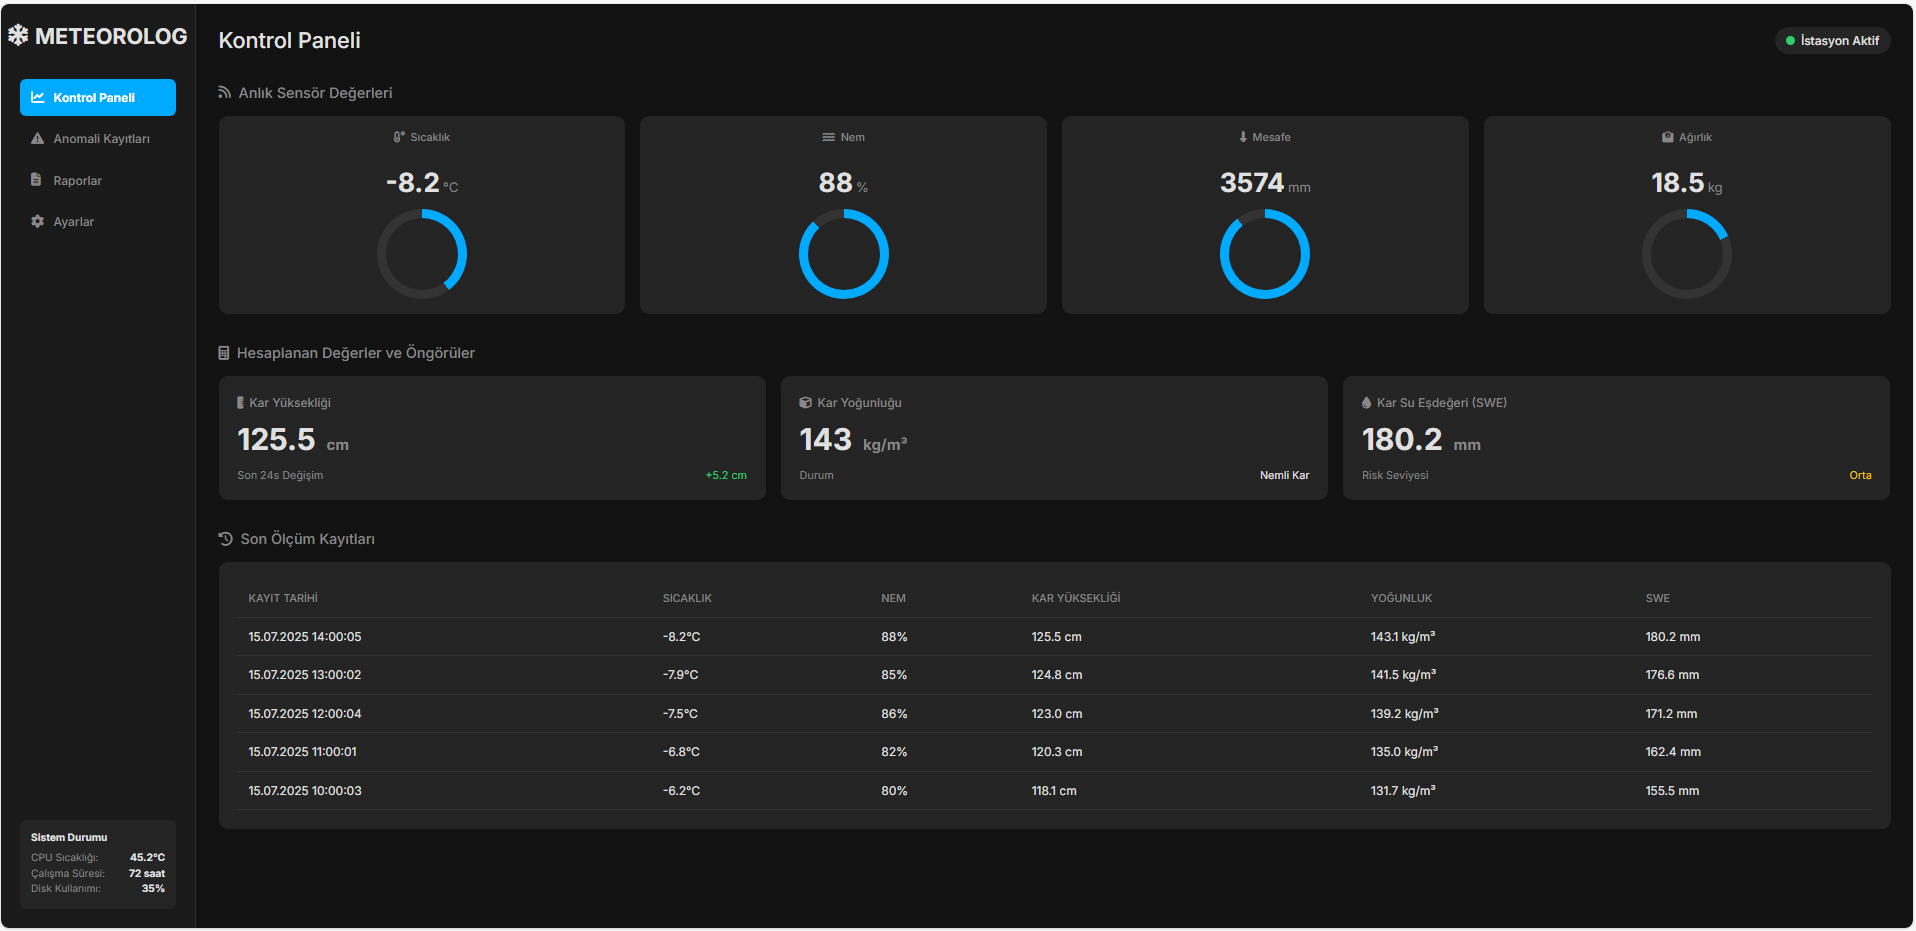 METEOROLOG
Kontrol Paneli
Anomali Kayıtları
Raporlar
Ayarlar
Sistem Durumu
CPU Sıcaklığı: 45.2°C
Çalışma Süresi: 72 saat
Disk Kullanımı: 35%
Kontrol Paneli
İstasyon Aktif
Anlık Sensör Değerleri
Sıcaklık
-8.2 °C
Nem
88 %
Mesafe
3574 mm
Ağırlık
18.5 kg
Hesaplanan Değerler ve Öngörüler
Kar Yüksekliği
125.5 cm
Son 24s Değişim +5.2 cm
Kar Yoğunluğu
143 kg/m³
Durum Nemli Kar
Kar Su Eşdeğeri (SWE)
180.2 mm
Risk Seviyesi Orta
Son Ölçüm Kayıtları
KAYIT TARİHİ SICAKLIK NEM KAR YÜKSEKLİĞİ YOĞUNLUK SWE
15.07.2025 14:00:05 -8.2°C 88% 125.5 cm 143.1 kg/m³ 180.2 mm
15.07.2025 13:00:02 -7.9°C 85% 124.8 cm 141.5 kg/m³ 176.6 mm
15.07.2025 12:00:04 -7.5°C 86% 123.0 cm 139.2 kg/m³ 171.2 mm
15.07.2025 11:00:01 -6.8°C 82% 120.3 cm 135.0 kg/m³ 162.4 mm
15.07.2025 10:00:03 -6.2°C 80% 118.1 cm 131.7 kg/m³ 155.5 mm